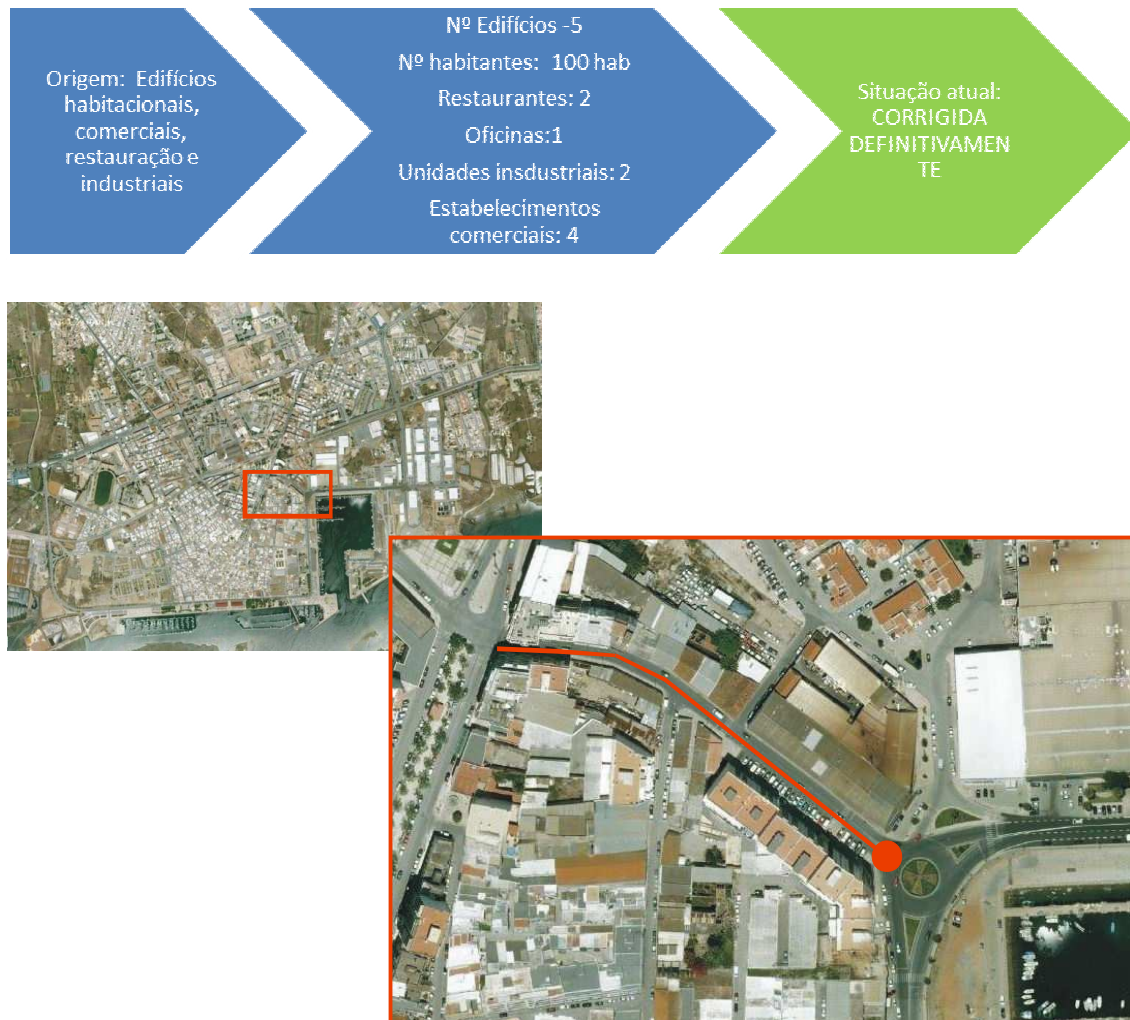 Origem: Edifícios
habitacionais,
comerciais,
restauração e
industriais
Nº Edifícios -5
Nº habitantes: 100 hab
Restaurantes: 2
Oficinas:1
Unidades insdustriais: 2
Estabelecimentos
comerciais: 4
Situação atual:
CORRIGIDA
DEFINITIVAMEN
TE